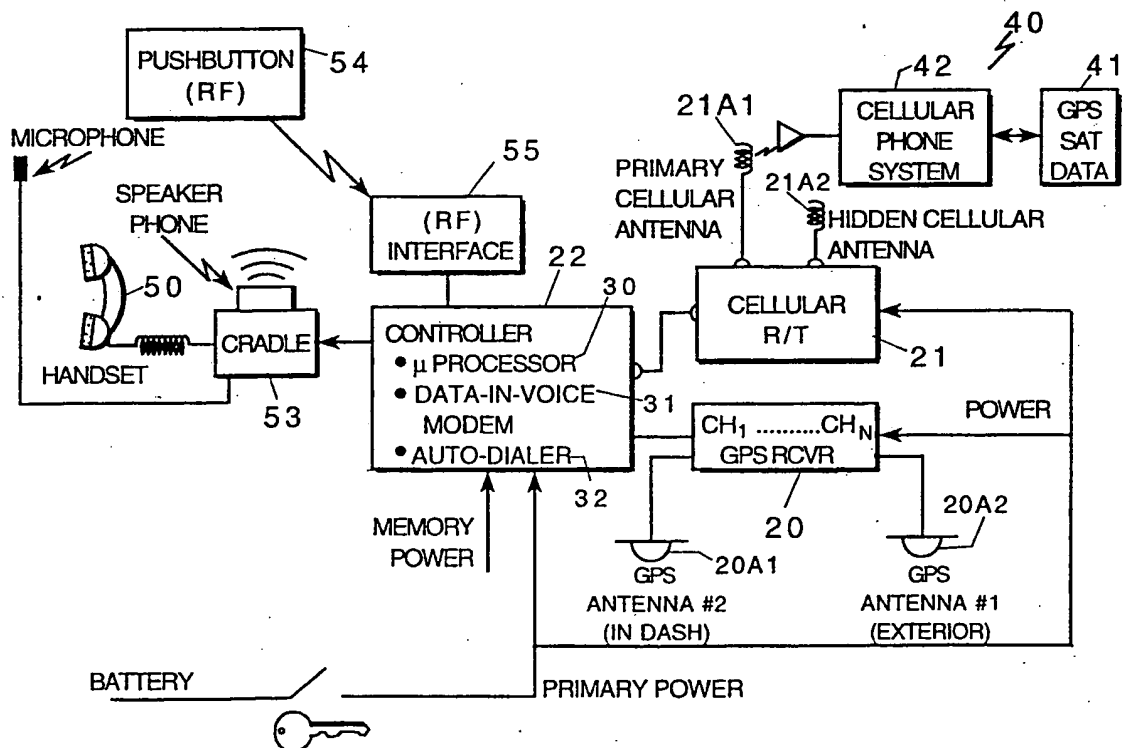 PUSHBUTTON
(RF)
54
MICROPHONE
SPEAKER
PHONE
50
HANDSET
CRADLE
53
55
(RF)
INTERFACE
22
30
CONTROLLER
• μ PROCESSOR
• DATA-IN-VOICE
MODEM
31
• AUTO-DIALER
32
MEMORY
POWER
40
42
41
CELLULAR
PHONE
SYSTEM
GPS
SAT
DATA
21A1
PRIMARY
CELLULAR
ANTENNA
21A2
HIDDEN CELLULAR
ANTENNA
CELLULAR
R/T
21
POWER
CH1 ..........CHN
GPS RCVR
20
20A1
20A2
GPS
ANTENNA #2
(IN DASH)
GPS
ANTENNA #1
(EXTERIOR)
BATTERY
PRIMARY POWER